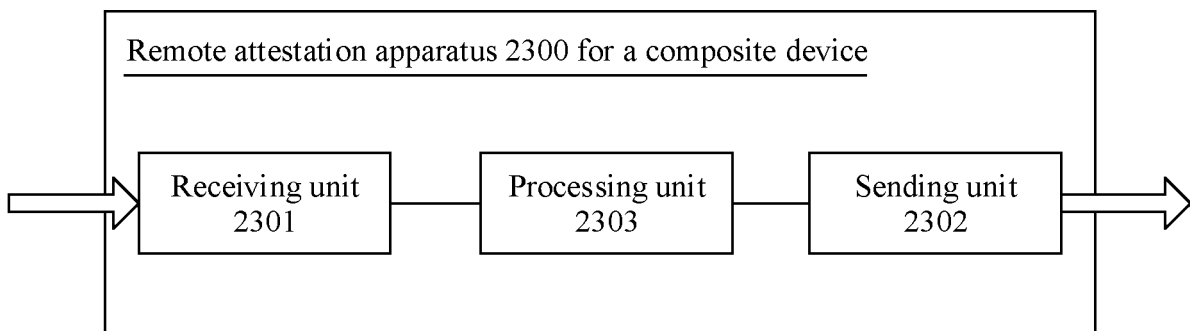 Remote attestation apparatus 2300 for a composite device
Receiving unit
2301
Processing unit
2303
Sending unit
2302